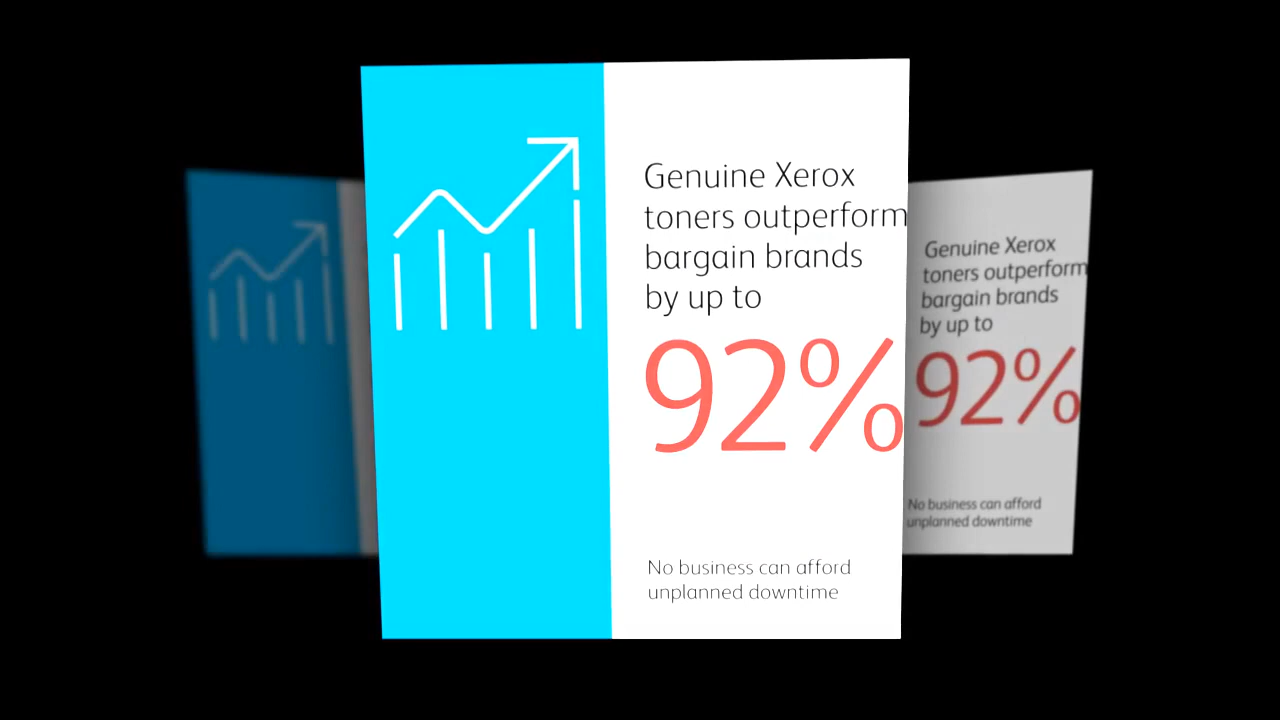 Genuine Xerox
toners outperform
bargain brands
by up to
92%
No business can afford
unplanned downtime
Genuine Xerox
toners outperform
bargain brands
by up to
92%
No business can afford
unplanned downtime